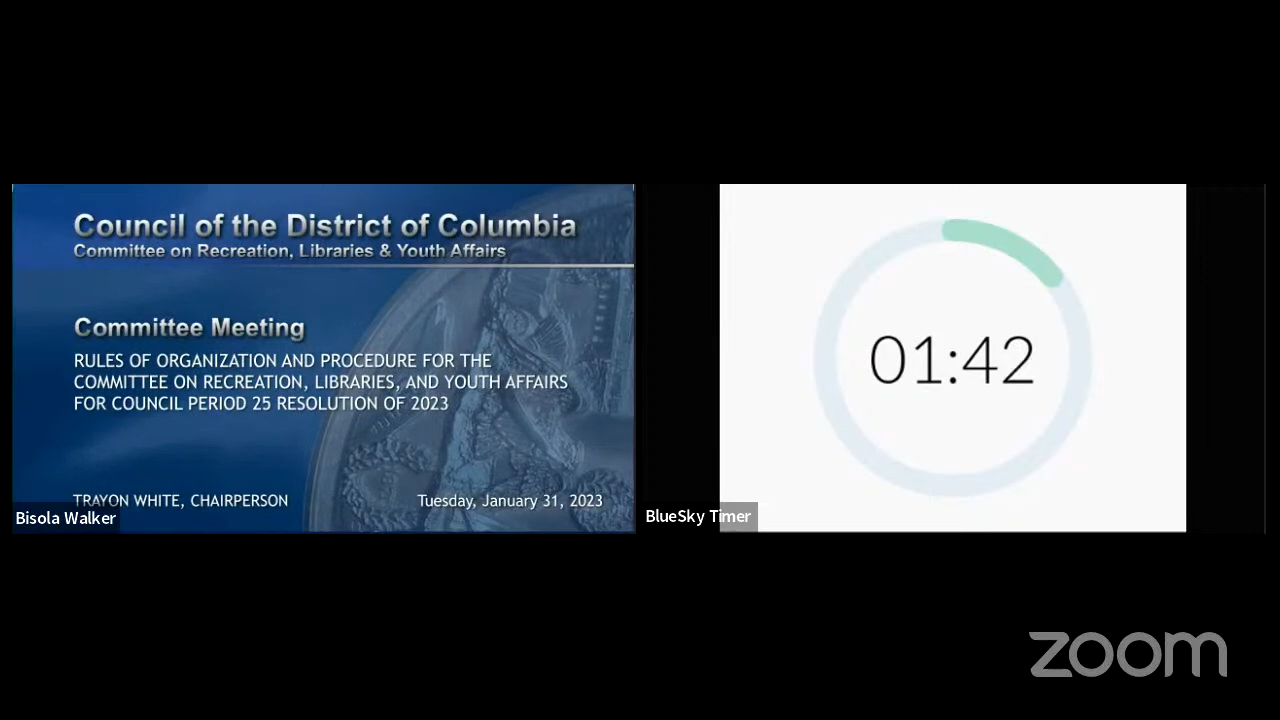 Council of the District of Columbia
Committee on Recreation, Libraries & Youth Affairs
Committee Meeting
RULES OF ORGANIZATION AND PROCEDURE FOR THE
COMMITTEE ON RECREATION, LIBRARIES, AND YOUTH AFFAIRS
FOR COUNCIL PERIOD 25 RESOLUTION OF 2023
TRAYON WHITE, CHAIRPERSON
Tuesday, January 31, 2023
Bisola Walker
01:42
BlueSky Timer
zoom